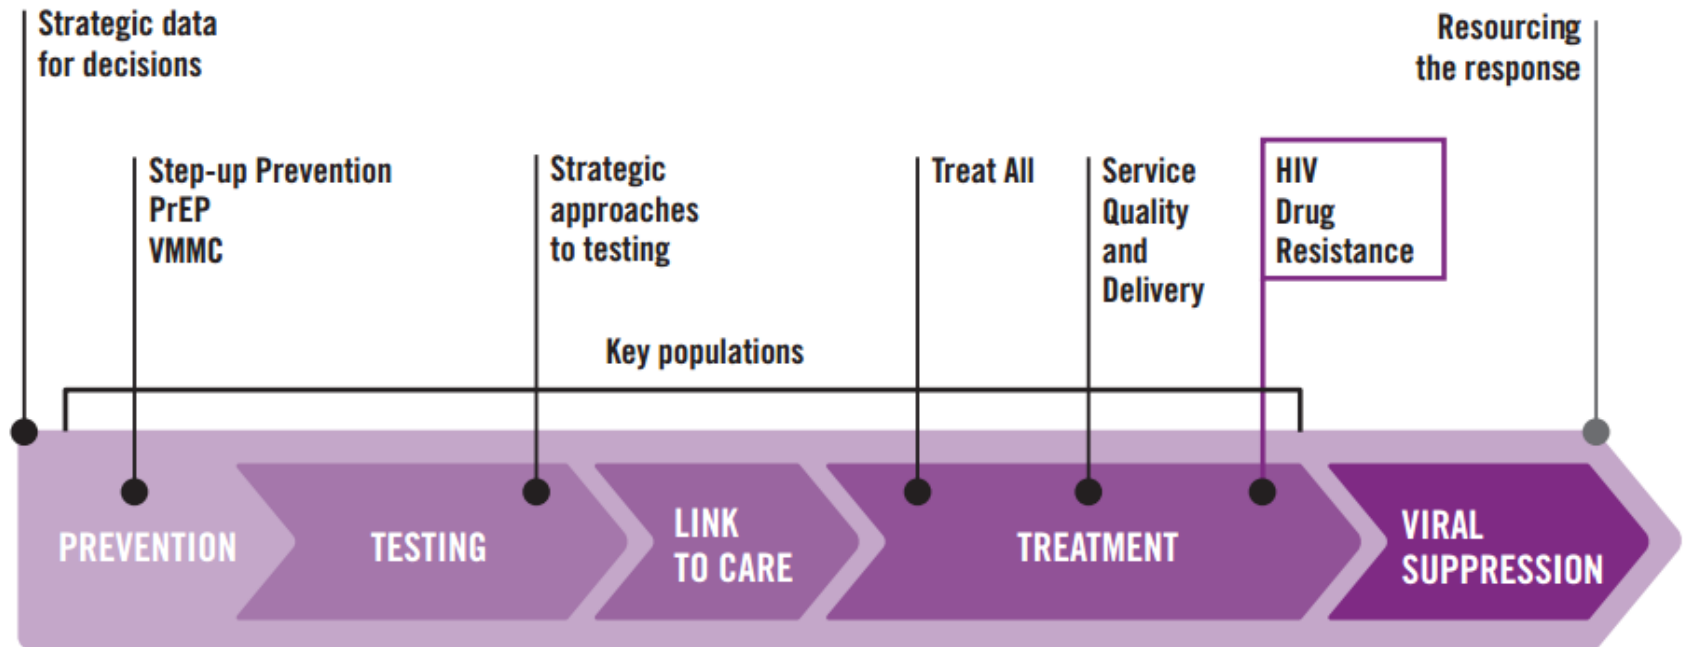 Strategic data
for decisions
Resourcing
the response
Step-up Prevention
PrEP
VMMC
Strategic
approaches
to testing
Treat All
Service
Quality
and
Delivery
HIV
Drug
Resistance
Key populations
PREVENTION
TESTING
LINK
TO CARE
TREATMENT
VIRAL
SUPPRESSION